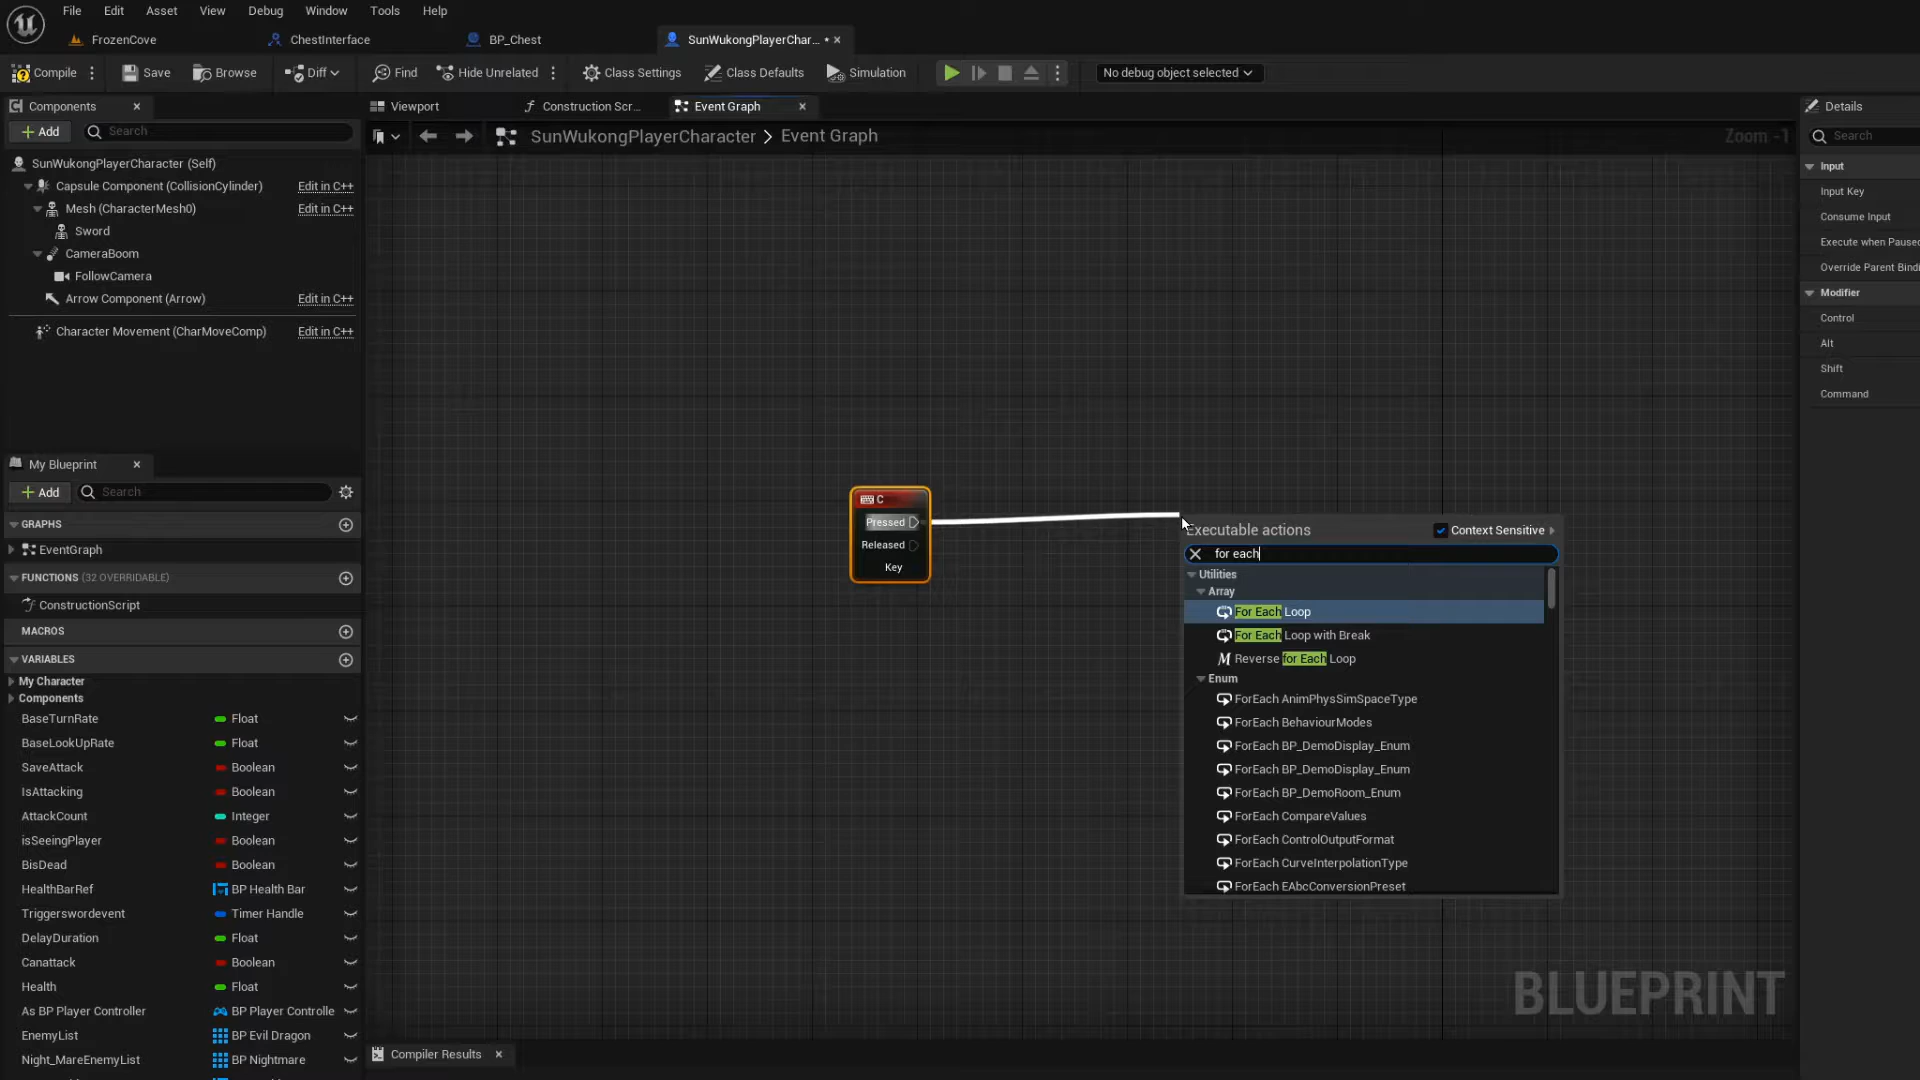 File Edit Asset View Debug Window Tools Help
FrozenCove ChestInterface BP_Chest SunWukongPlayerChar... •
Compile Save Browse Diff Find Hide Unrelated Class Settings Class Defaults Simulation No debug object selected
Components Viewport Construction Scr... Event Graph Details
+ Add Search SunWukongPlayerCharacter > Event Graph Zoom -1 Search
SunWukongPlayerCharacter (Self)
Capsule Component (CollisionCylinder) Edit in C++
Mesh (CharacterMesh0) Edit in C++
Sword
CameraBoom
FollowCamera
Arrow Component (Arrow) Edit in C++
Character Movement (CharMoveComp) Edit in C++
Input
Input Key
Consume Input
Execute when Paused
Override Parent Bindi
Modifier
Control
Alt
Shift
Command
My Blueprint
+ Add Search
GRAPHS
EventGraph
FUNCTIONS (32 OVERRIDABLE)
ConstructionScript
MACROS
VARIABLES
My Character
Components
BaseTurnRate Float
BaseLookUpRate Float
SaveAttack Boolean
IsAttacking Boolean
AttackCount Integer
isSeeingPlayer Boolean
BisDead Boolean
HealthBarRef BP Health Bar
Triggerswordevent Timer Handle
DelayDuration Float
Canattack Boolean
Health Float
As BP Player Controller BP Player Controlle
EnemyList BP Evil Dragon
Night_MareEnemyList BP Nightmare
C
Pressed
Released
Key
Executable actions Context Sensitive
for each
Utilities
Array
For Each Loop
For Each Loop with Break
Reverse for Each Loop
Enum
ForEach AnimPhysSimSpaceType
ForEach BehaviourModes
ForEach BP_DemoDisplay_Enum
ForEach BP_DemoDisplay_Enum
ForEach BP_DemoRoom_Enum
ForEach CompareValues
ForEach ControlOutputFormat
ForEach CurveInterpolationType
ForEach EAbcConversionPreset
BLUEPRINT
Compiler Results